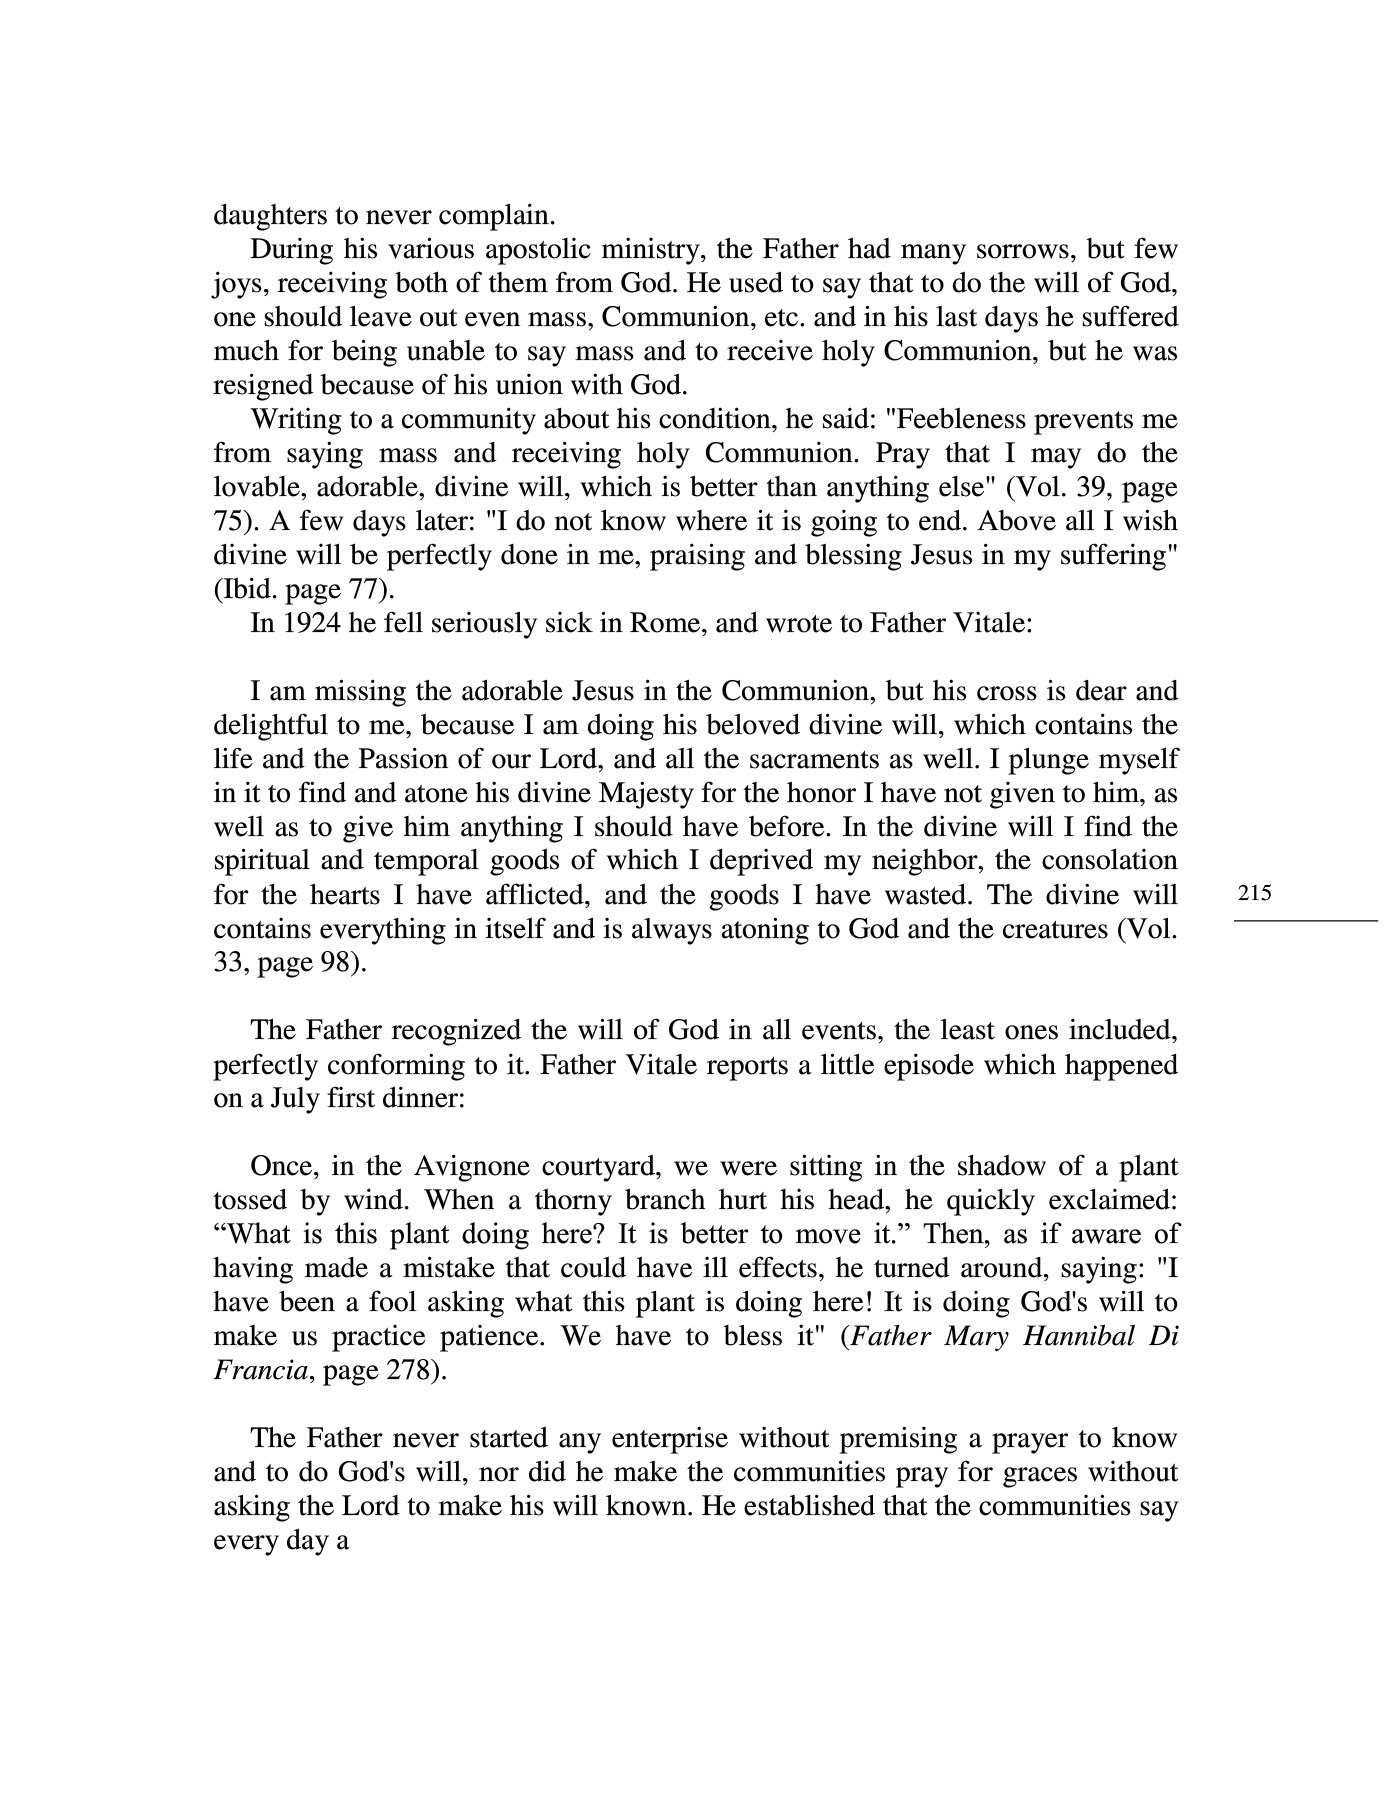 daughters to never complain.
During his various apostolic ministry, the Father had many sorrows, but few
joys, receiving both of them from God. He used to say that to do the will of God,
one should leave out even mass, Communion, etc. and in his last days he suffered
much for being unable to say mass and to receive holy Communion, but he was
resigned because of his union with God.
Writing to a community about his condition, he said: "Feebleness prevents me
from saying mass and receiving holy Communion. Pray that I may do the
lovable, adorable, divine will, which is better than anything else" (Vol. 39, page
75). A few days later: "I do not know where it is going to end. Above all I wish
divine will be perfectly done in me, praising and blessing Jesus in my suffering"
(Ibid. page 77).
In 1924 he fell seriously sick in Rome, and wrote to Father Vitale:
I am missing the adorable Jesus in the Communion, but his cross is dear and
delightful to me, because I am doing his beloved divine will, which contains the
life and the Passion of our Lord, and all the sacraments as well. I plunge myself
in it to find and atone his divine Majesty for the honor I have not given to him, as
well as to give him anything I should have before. In the divine will I find the
spiritual and temporal goods of which I deprived my neighbor, the consolation
for the hearts I have afflicted, and the goods I have wasted. The divine will
contains everything in itself and is always atoning to God and the creatures (Vol.
33, page 98).
215
The Father recognized the will of God in all events, the least ones included,
perfectly conforming to it. Father Vitale reports a little episode which happened
on a July first dinner:
Once, in the Avignone courtyard, we were sitting in the shadow of a plant
tossed by wind. When a thorny branch hurt his head, he quickly exclaimed:
“What is this plant doing here? It is better to move it.” Then, as if aware of
having made a mistake that could have ill effects, he turned around, saying: "I
have been a fool asking what this plant is doing here! It is doing God's will to
make us practice patience. We have to bless it" (Father Mary Hannibal Di
Francia, page 278).
The Father never started any enterprise without premising a prayer to know
and to do God's will, nor did he make the communities pray for graces without
asking the Lord to make his will known. He established that the communities say
every day a